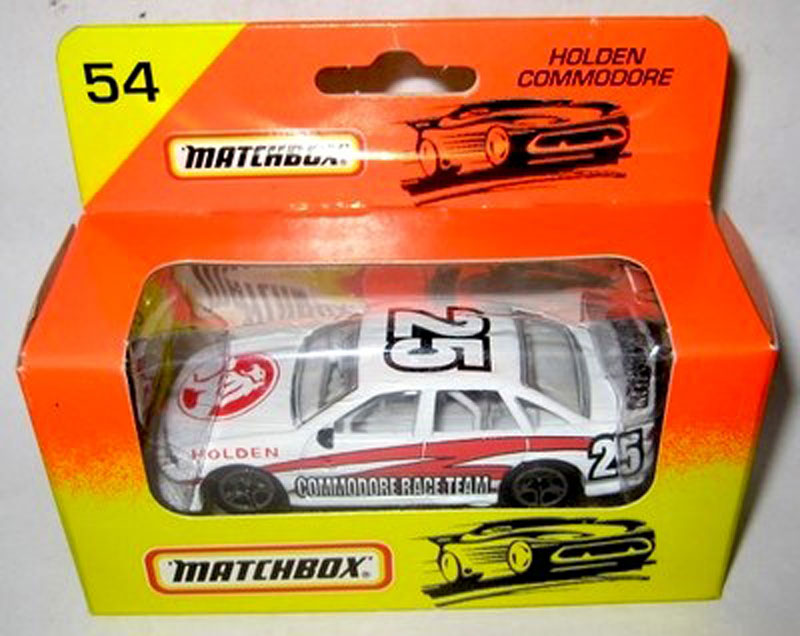 54
HOLDEN
COMMODORE
"MATCHBOX"®
25
HOLDEN
25
COMMODORE RACE TEAM
"MATCHBOX"®